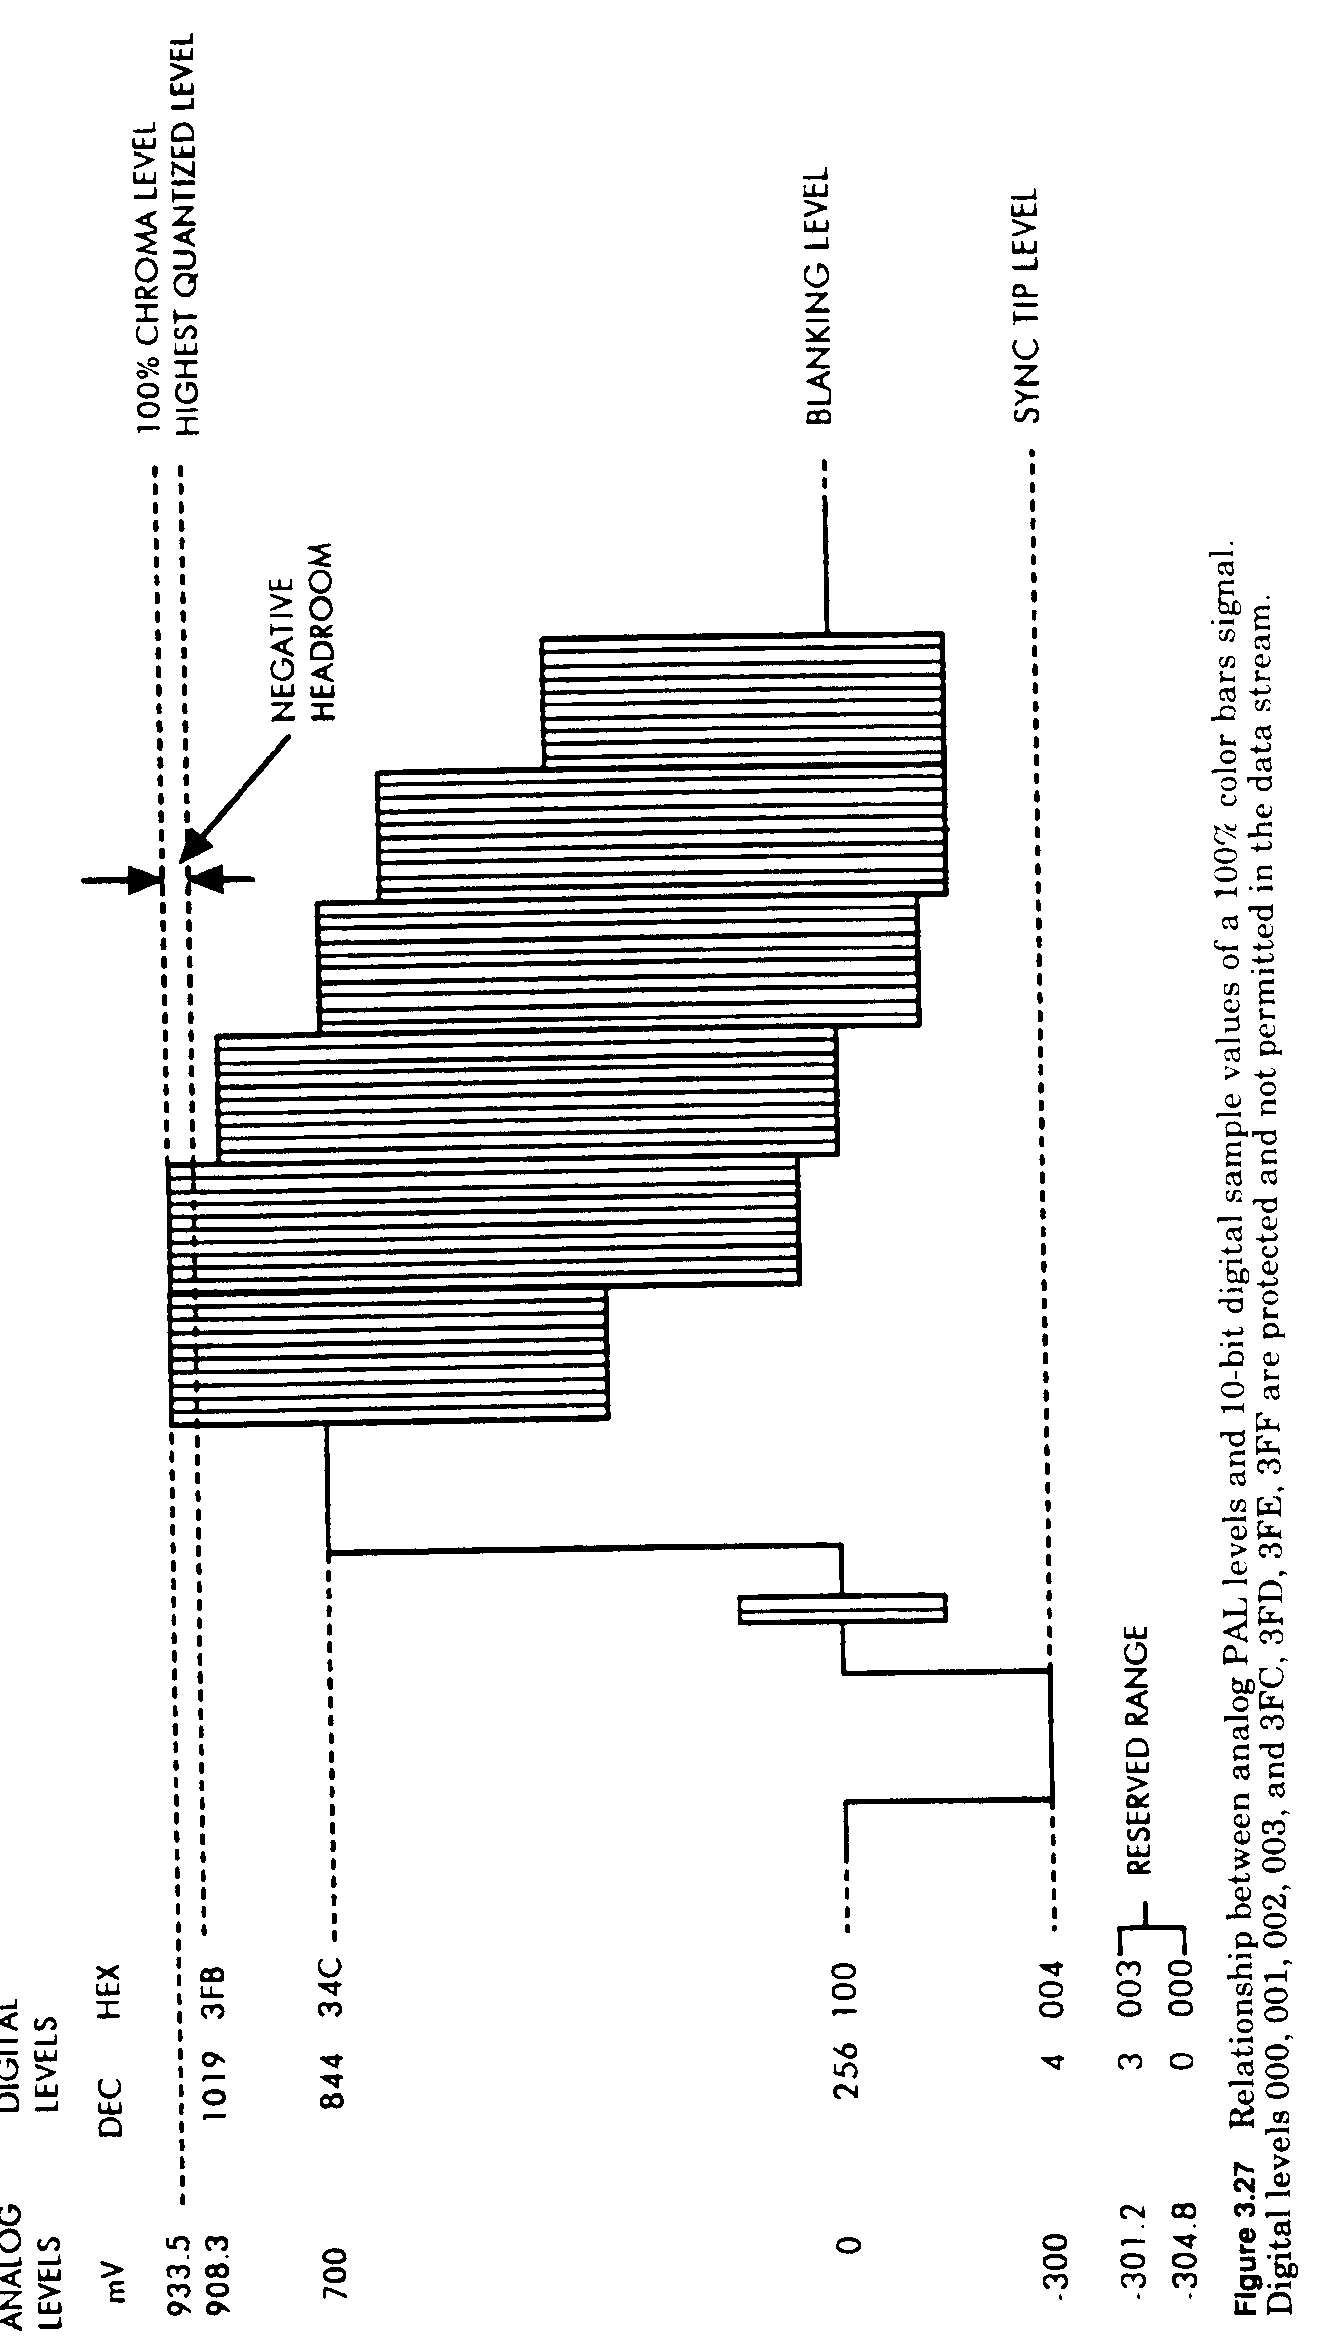 100% CHROMA LEVEL
HIGHEST QUANTIZED LEVEL
NEGATIVE
HEADROOM
BLANKING LEVEL
SYNC TIP LEVEL
ANALOG DIGITAL
LEVELS LEVELS
mV DEC HEX
933.5
908.3 1019 3FB
700 844 34C
0 256 100
-300 4 004
-301.2 3 003
RESERVED RANGE
-304.8 0 000
Figure 3.27 Relationship between analog PAL levels and 10-bit digital sample values of a 100% color bars signal.
Digital levels 000, 001, 002, 003, and 3FC, 3FD, 3FE, 3FF are protected and not permitted in the data stream.